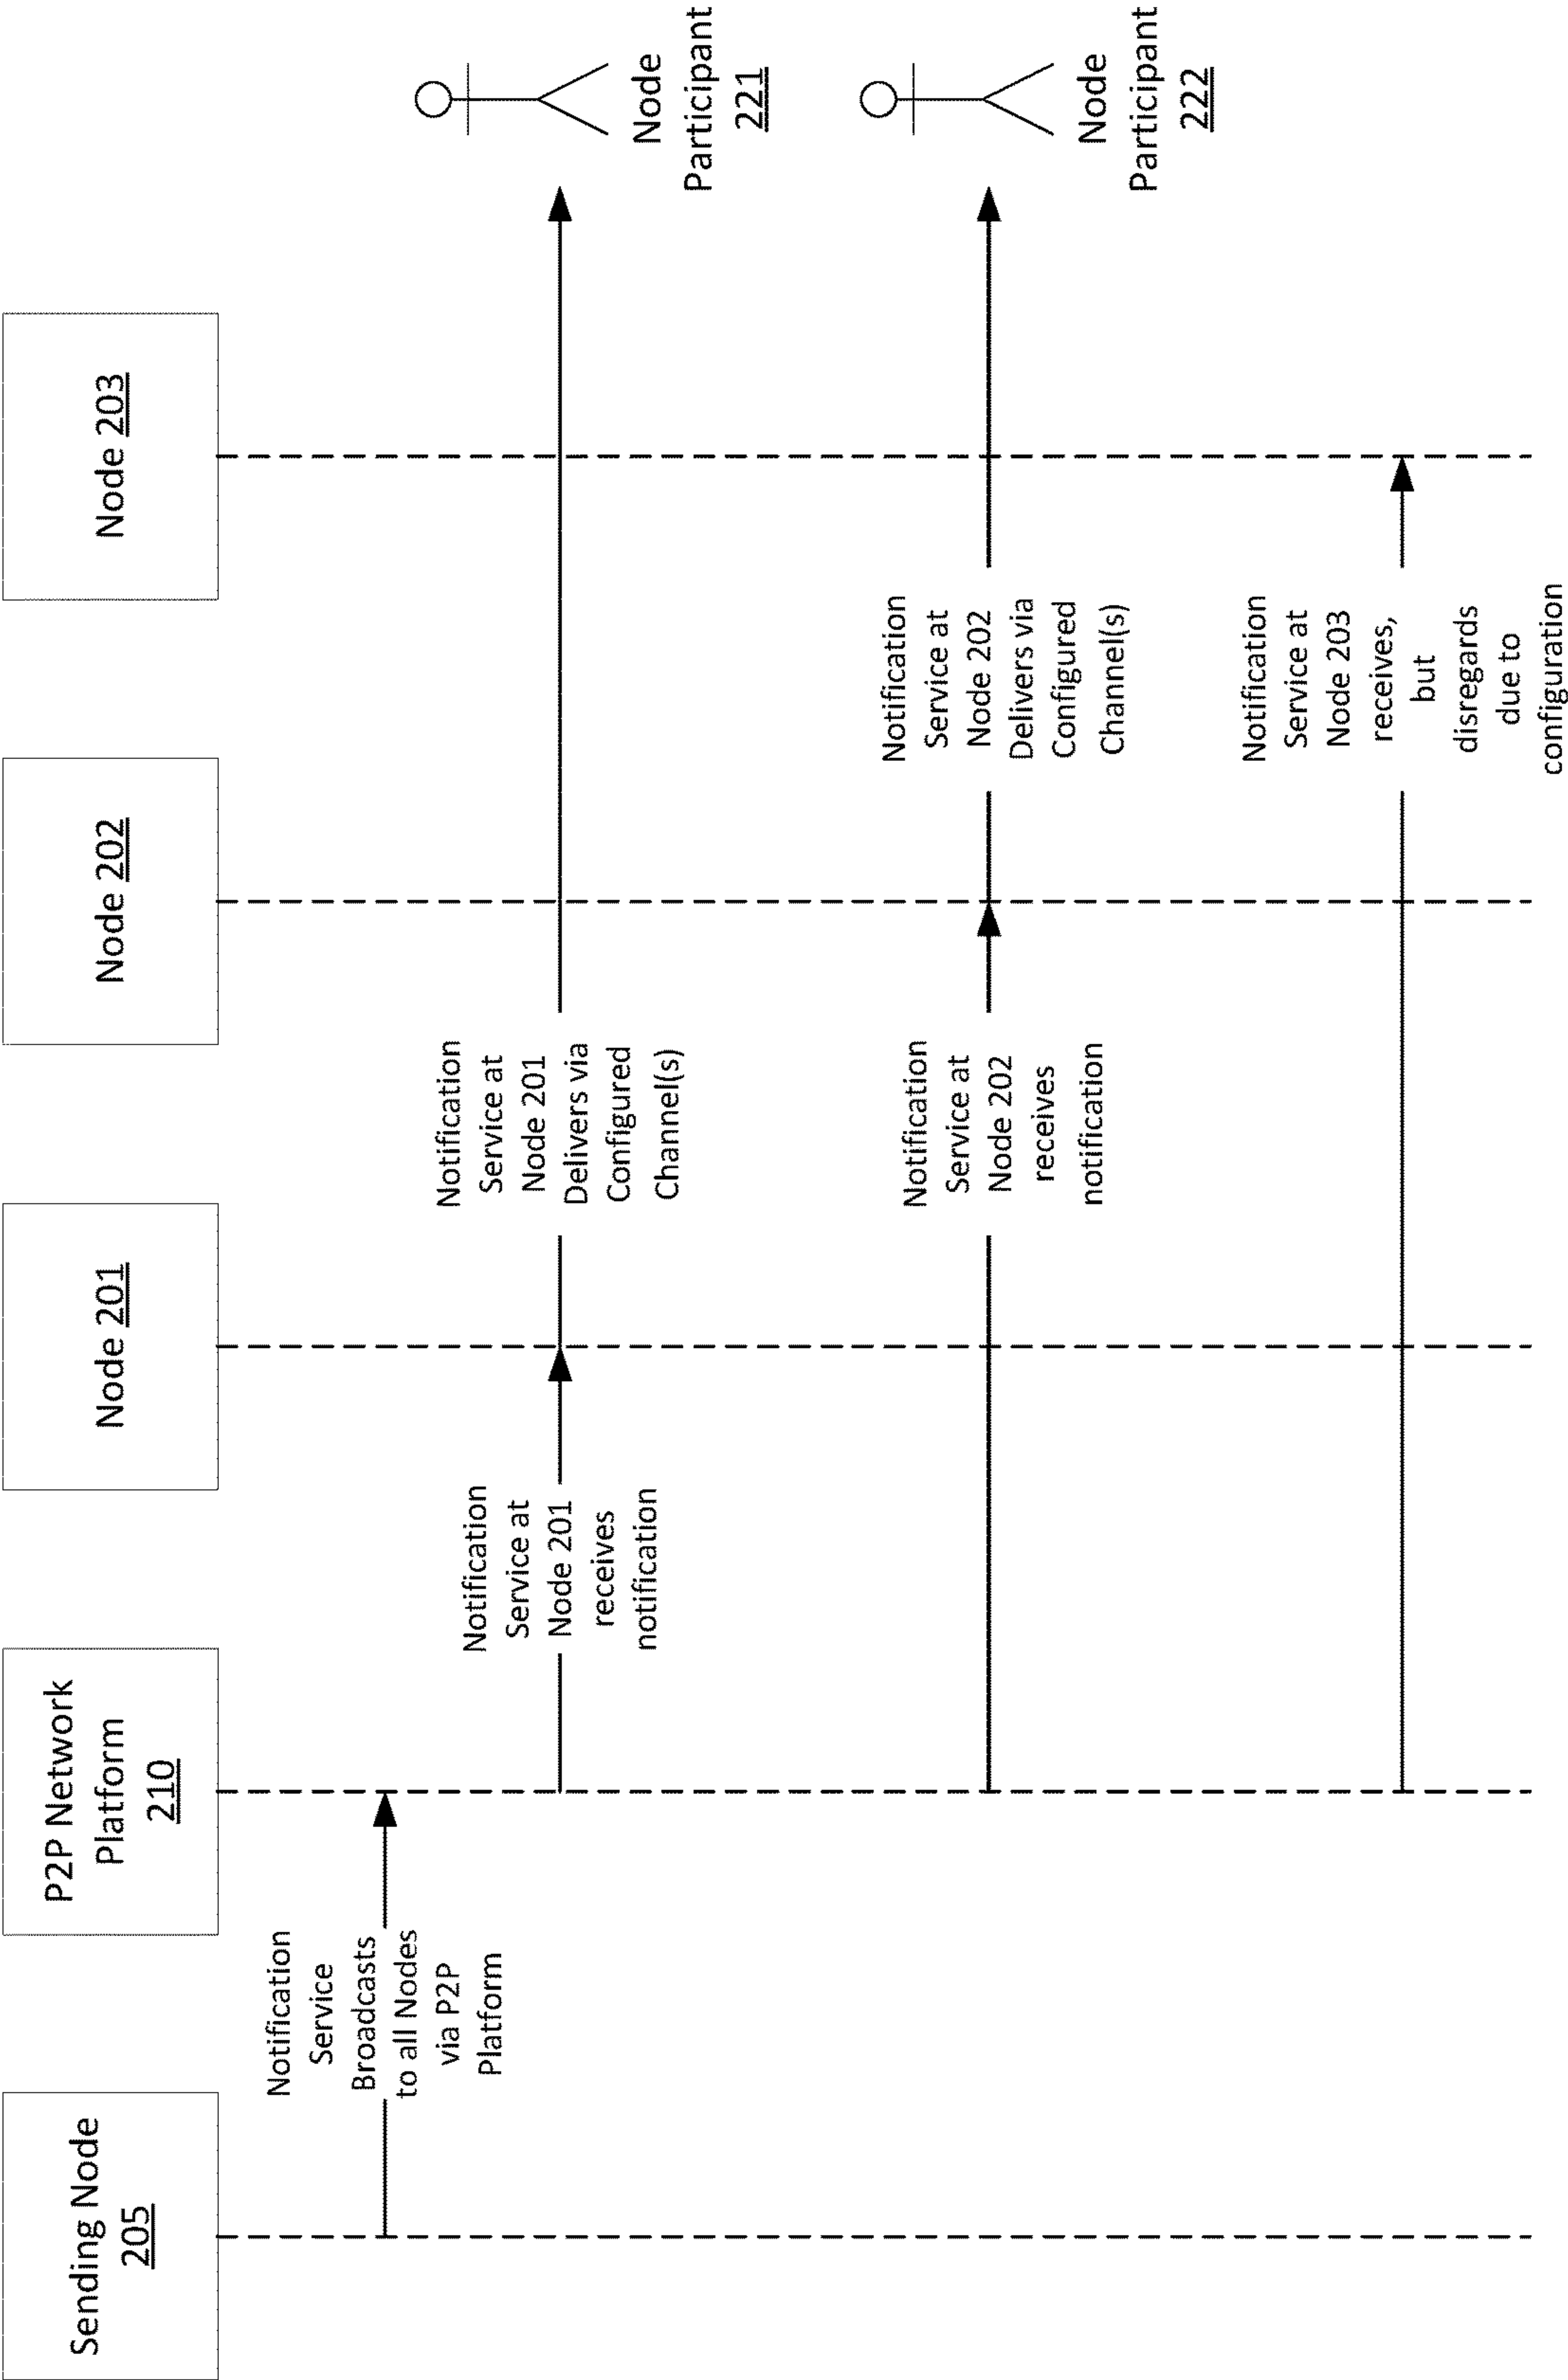 Sending Node
205
P2P Network
Platform
210
Node 201
Node 202
Node 203
Notification
Service
Broadcasts
to all Nodes
via P2P
Platform
Notification
Service at
Node 201
receives
notification
Notification
Service at
Node 201
Delivers via
Configured
Channel(s)
Node
Participant
221
Notification
Service at
Node 202
receives
notification
Notification
Service at
Node 202
Delivers via
Configured
Channel(s)
Node
Participant
222
Notification
Service at
Node 203
receives,
but
disregards
due to
configuration